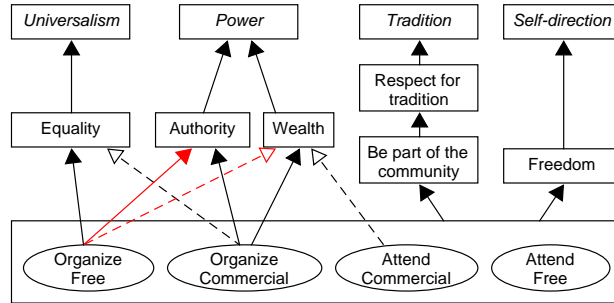 Universalism
Power
Tradition
Self-direction
Respect for
tradition
Equality
Authority
Wealth
Be part of the
community
Freedom
Organize
Free
Organize
Commercial
Attend
Commercial
Attend
Free